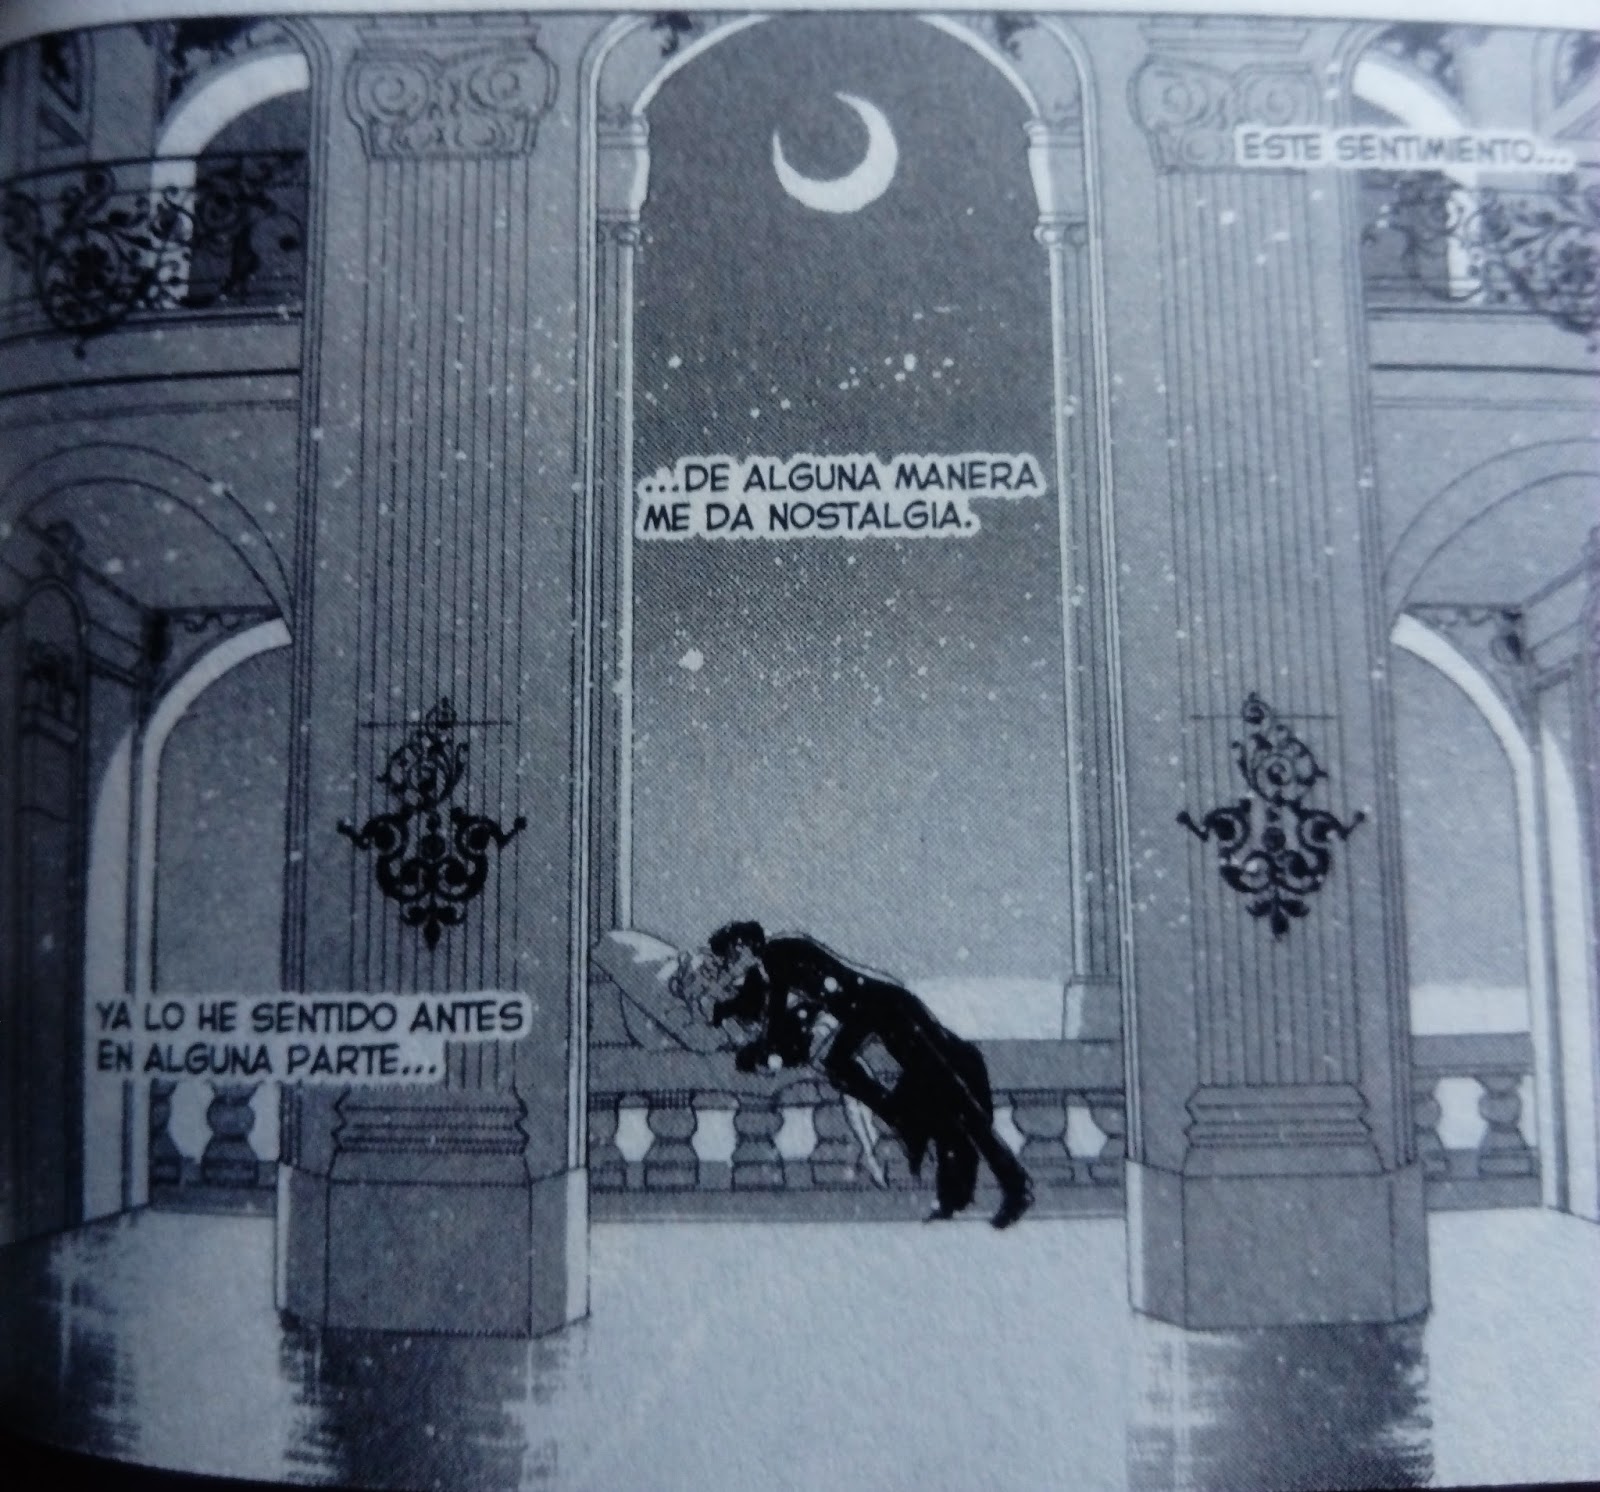 ESTE SENTIMIENTO...
...DE ALGUNA MANERA
ME DA NOSTALGIA.
YA LO HE SENTIDO ANTES
EN ALGUNA PARTE...